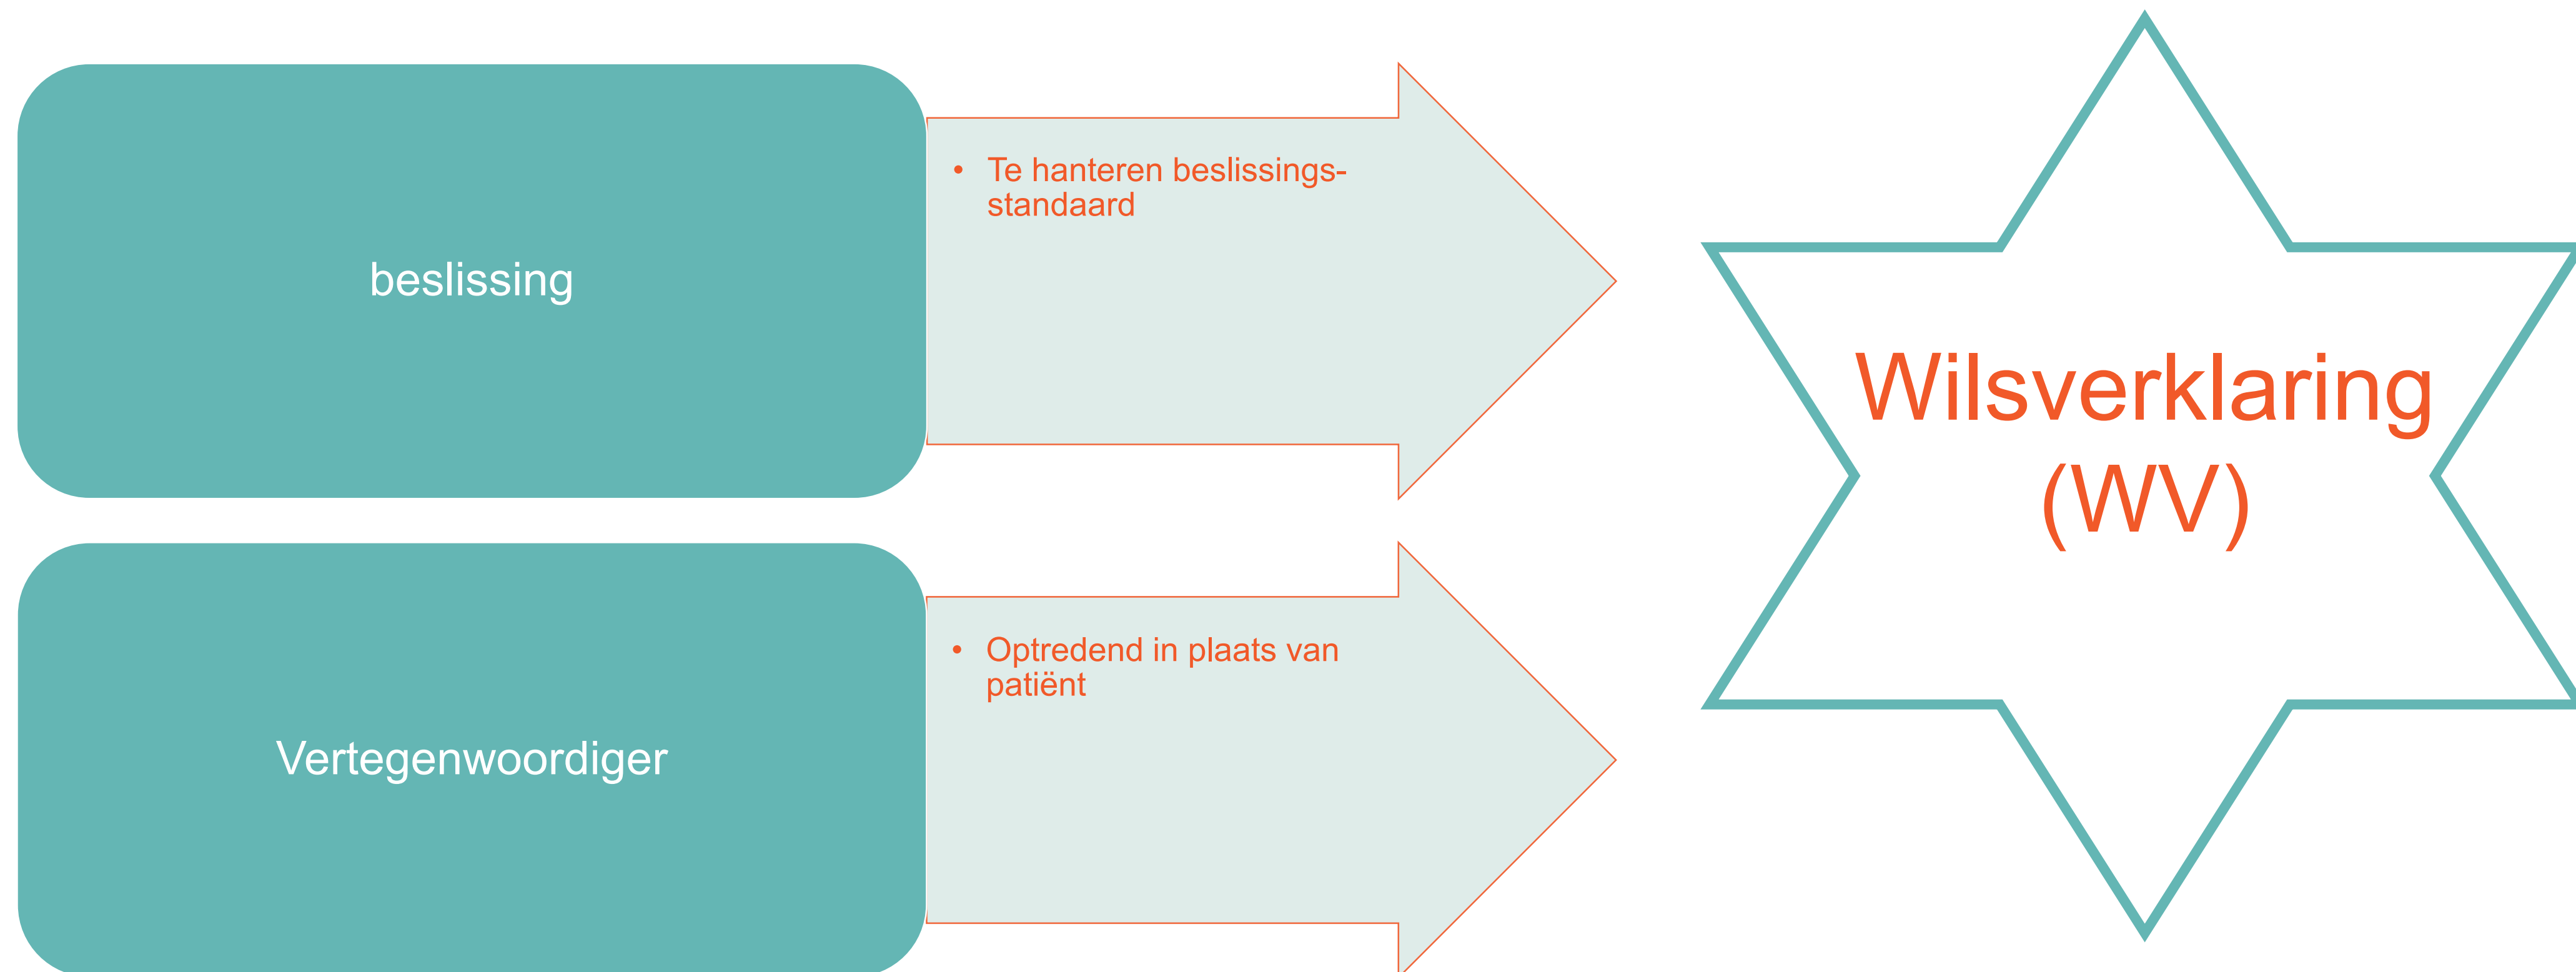 beslissing
• Te hanteren beslissings-
standaard
Vertegenwoordiger
• Optredend in plaats van
patiënt
Wilsverklaring
(WV)